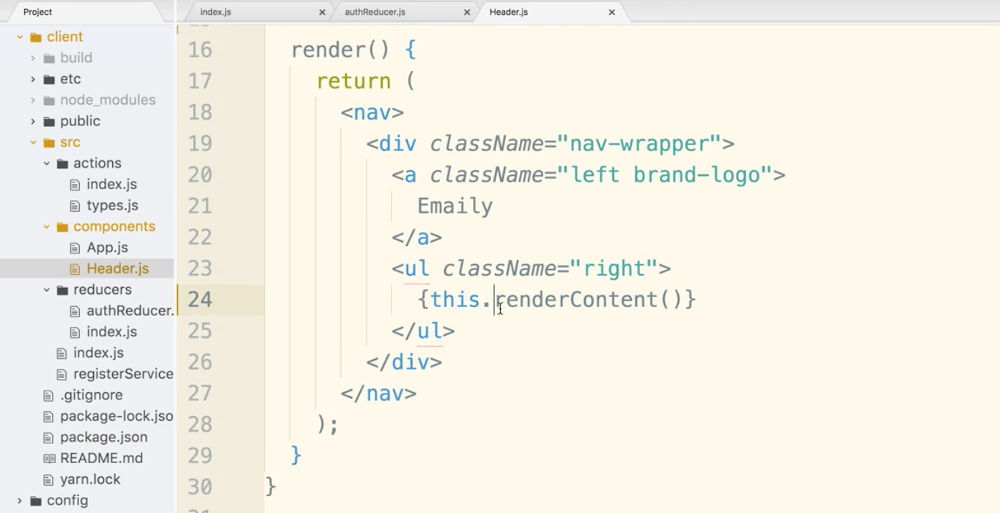 Project
index.js
authReducer.js
Header.js
client
build
etc
node_modules
public
src
actions
index.js
types.js
components
App.js
Header.js
reducers
authReducer.
index.js
index.js
registerService
.gitignore
package-lock.jso
package.json
README.md
yarn.lock
config
16 render() {
17 return (
18 <nav>
19 <div className="nav-wrapper">
20 <a className="left brand-logo">
21 Emaily
22 </a>
23 <ul className="right">
24 {this.renderContent()}
25 </ul>
26 </div>
27 </nav>
28 );
29 }
30 }